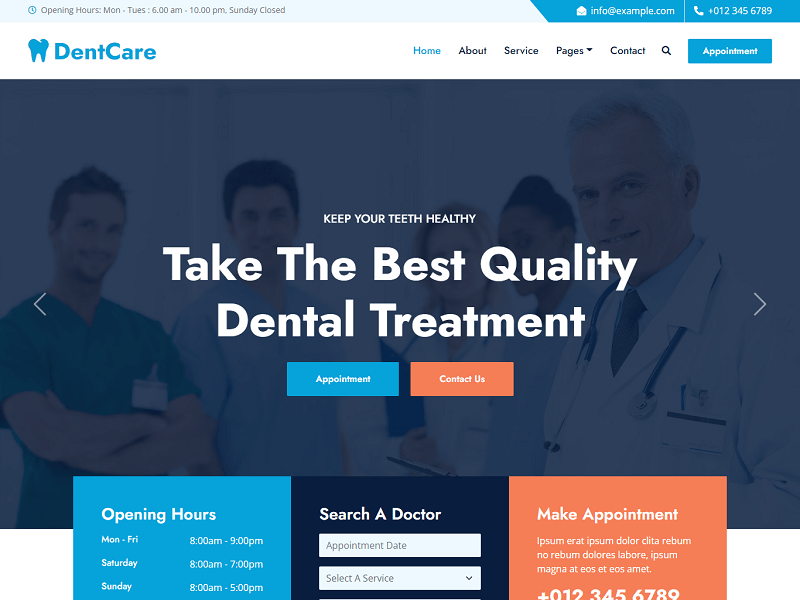 Opening Hours: Mon - Tues : 6.00 am - 10.00 pm, Sunday Closed
info@example.com
+012 345 6789
DentCare
Home
About
Service
Pages
Contact
Appointment
KEEP YOUR TEETH HEALTHY
Take The Best Quality
Dental Treatment
Appointment
Contact Us
Opening Hours
Mon - Fri
8:00am - 9:00pm
Saturday
8:00am - 7:00pm
Sunday
8:00am - 5:00pm
Search A Doctor
Appointment Date
Select A Service
Make Appointment
Ipsum erat ipsum dolor clita rebum
no rebum dolores labore, ipsum
magna at eos et eos amet.
+012 345 6789